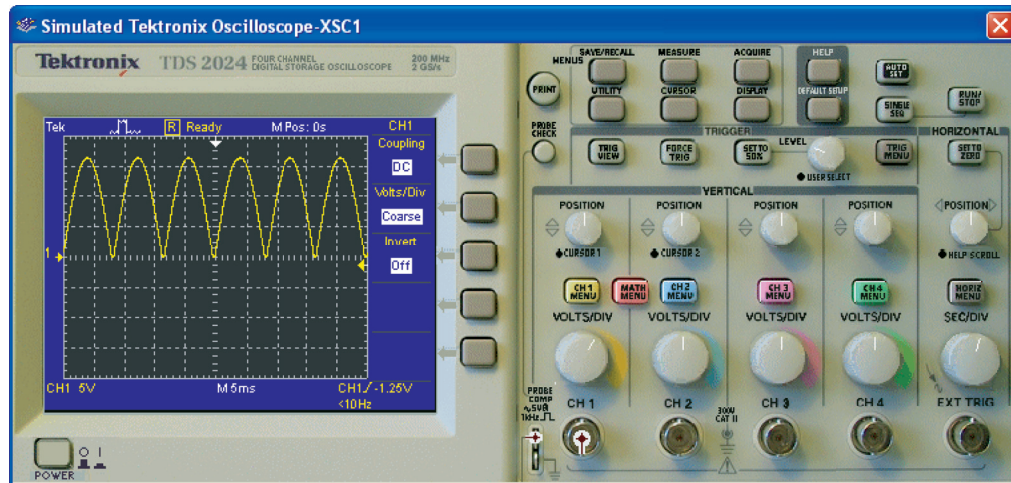 Simulated Tektronix Oscilloscope-XSC1
Tektronix TDS 2024 FOUR CHANNEL DIGITAL STORAGE OSCILLOSCOPE 200 MHz 2 GS/s
Tek R Ready M Pos: 0s CH1
Coupling
DC
Volts/Div
Coarse
Invert
Off
1
CH1 5V M 5ms CH1 -1.25V
<10Hz
POWER
MENUS
SAVE/RECALL MEASURE ACQUIRE
UTILITY CURSOR DISPLAY
HELP
DEFAULT SETUP
AUTO SET
SINGLE SEQ
RUN/ STOP
PRINT
PROBE CHECK
TRIGGER
TRIG VIEW
FORCE TRIG
SET TO 50%
LEVEL
USER SELECT
TRIG MENU
HORIZONTAL
SET TO ZERO
VERTICAL
POSITION POSITION POSITION POSITION POSITION
CURSOR 1 CURSOR 2 HELP SCROLL
CH 1 MENU
MATH MENU
CH 2 MENU
CH 3 MENU
CH 4 MENU
HORIZ MENU
VOLTS/DIV VOLTS/DIV VOLTS/DIV VOLTS/DIV SEC/DIV
PROBE COMP
~5V@
1kHz
CH 1 CH 2 CH 3 CH 4 EXT TRIG
300V
CAT II